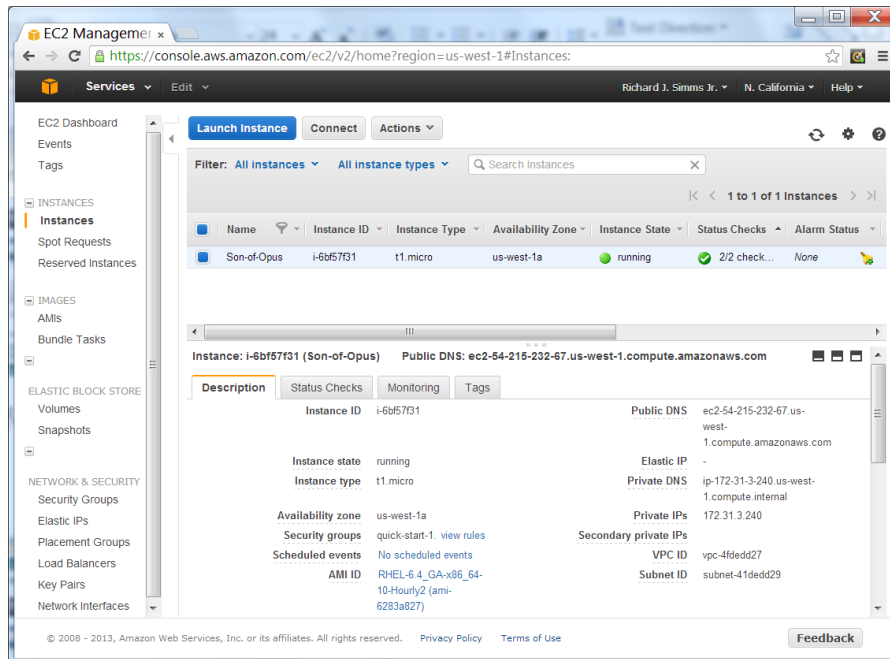 EC2 Managemen x
https://console.aws.amazon.com/ec2/v2/home?region=us-west-1#Instances:
Services Edit Richard J. Simms Jr. N. California Help
EC2 Dashboard
Events
Tags
INSTANCES
Instances
Spot Requests
Reserved Instances
IMAGES
AMIs
Bundle Tasks
ELASTIC BLOCK STORE
Volumes
Snapshots
NETWORK & SECURITY
Security Groups
Elastic IPs
Placement Groups
Load Balancers
Key Pairs
Network Interfaces
Launch Instance Connect Actions
Filter: All instances All instance types Search Instances
1 to 1 of 1 Instances
Name Instance ID Instance Type Availability Zone Instance State Status Checks Alarm Status
Son-of-Opus i-6bf57f31 t1.micro us-west-1a running 2/2 check... None
Instance: i-6bf57f31 (Son-of-Opus) Public DNS: ec2-54-215-232-67.us-west-1.compute.amazonaws.com
Description Status Checks Monitoring Tags
Instance ID i-6bf57f31
Instance state running
Instance type t1.micro
Availability zone us-west-1a
Security groups quick-start-1. view rules
Scheduled events No scheduled events
AMI ID RHEL-6.4_GA-x86_64-
10-Hourly2 (ami-
6283a827)
Public DNS ec2-54-215-232-67.us-
west-
1.compute.amazonaws.com
Elastic IP -
Private DNS ip-172-31-3-240.us-west-
1.compute.internal
Private IPs 172.31.3.240
Secondary private IPs
VPC ID vpc-4fdedd27
Subnet ID subnet-41dedd29
© 2008 - 2013, Amazon Web Services, Inc. or its affiliates. All rights reserved. Privacy Policy Terms of Use Feedback